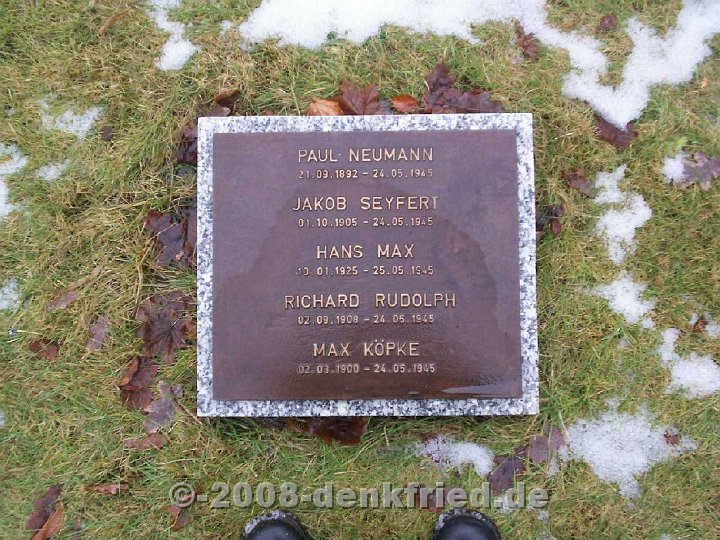 PAUL NEUMANN
21.09.1892 - 24.05.1945
JAKOB SEYFERT
01.10.1905 - 24.05.1945
HANS MAX
10.01.1925 - 25.05.1945
RICHARD RUDOLPH
02.09.1908 - 24.05.1945
MAX KÖPKE
02.03.1900 - 24.05.1945
©-2008-denkfried.de